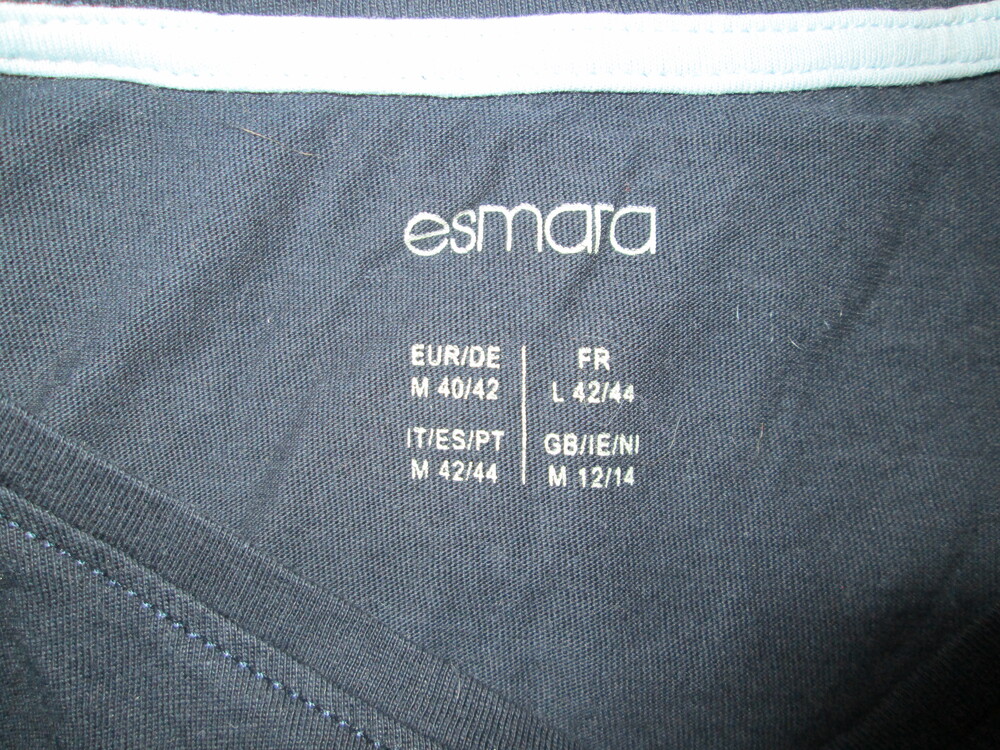 esmara
EUR/DE
M 40/42
FR
L 42/44
IT/ES/PT
M 42/44
GB/IE/NI
M 12/14